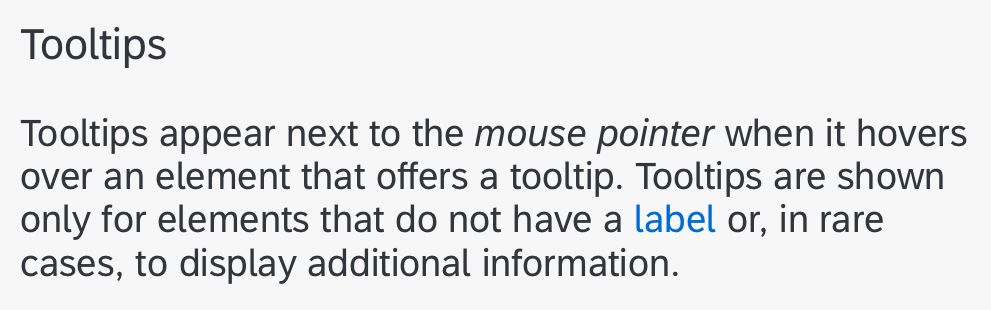 Tooltips
Tooltips appear next to the mouse pointer when it hovers
over an element that offers a tooltip. Tooltips are shown
only for elements that do not have a label or, in rare
cases, to display additional information.